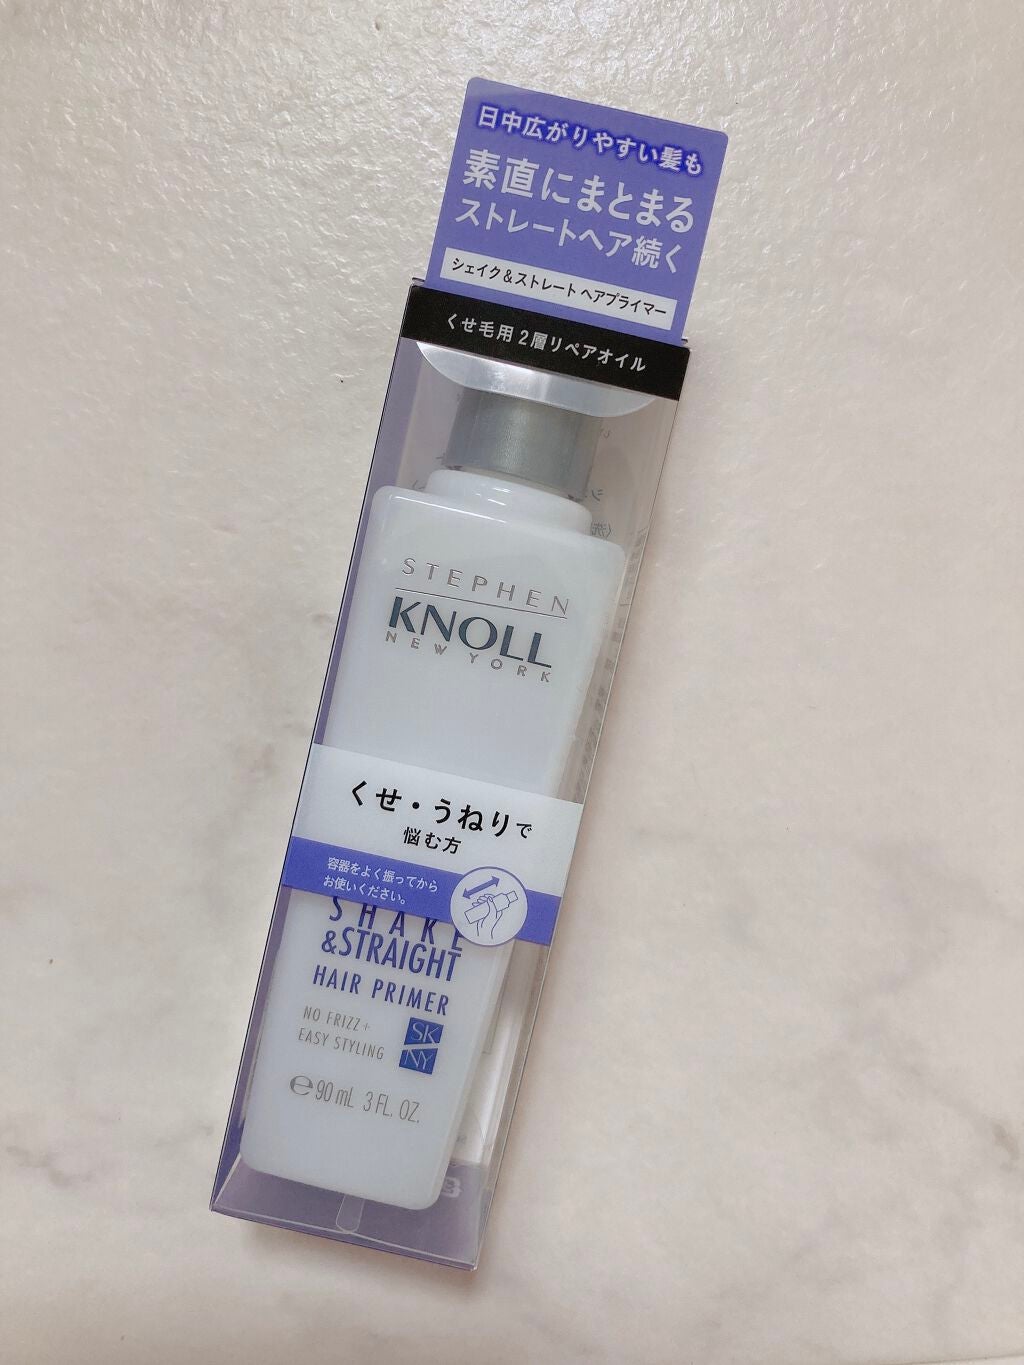 日中広がりやすい髪も
素直にまとまる
ストレートヘア続く
シェイク&ストレート ヘアプライマー
くせ毛用2層リペアオイル
STEPHEN
KNOLL
NEW YORK
くせ・うねりで
悩む方
容器をよく振ってから
お使いください。
SHAKE
&STRAIGHT
HAIR PRIMER
NO FRIZZ+
EASY STYLING
SK
NY
℮90 mL 3 FL. OZ.